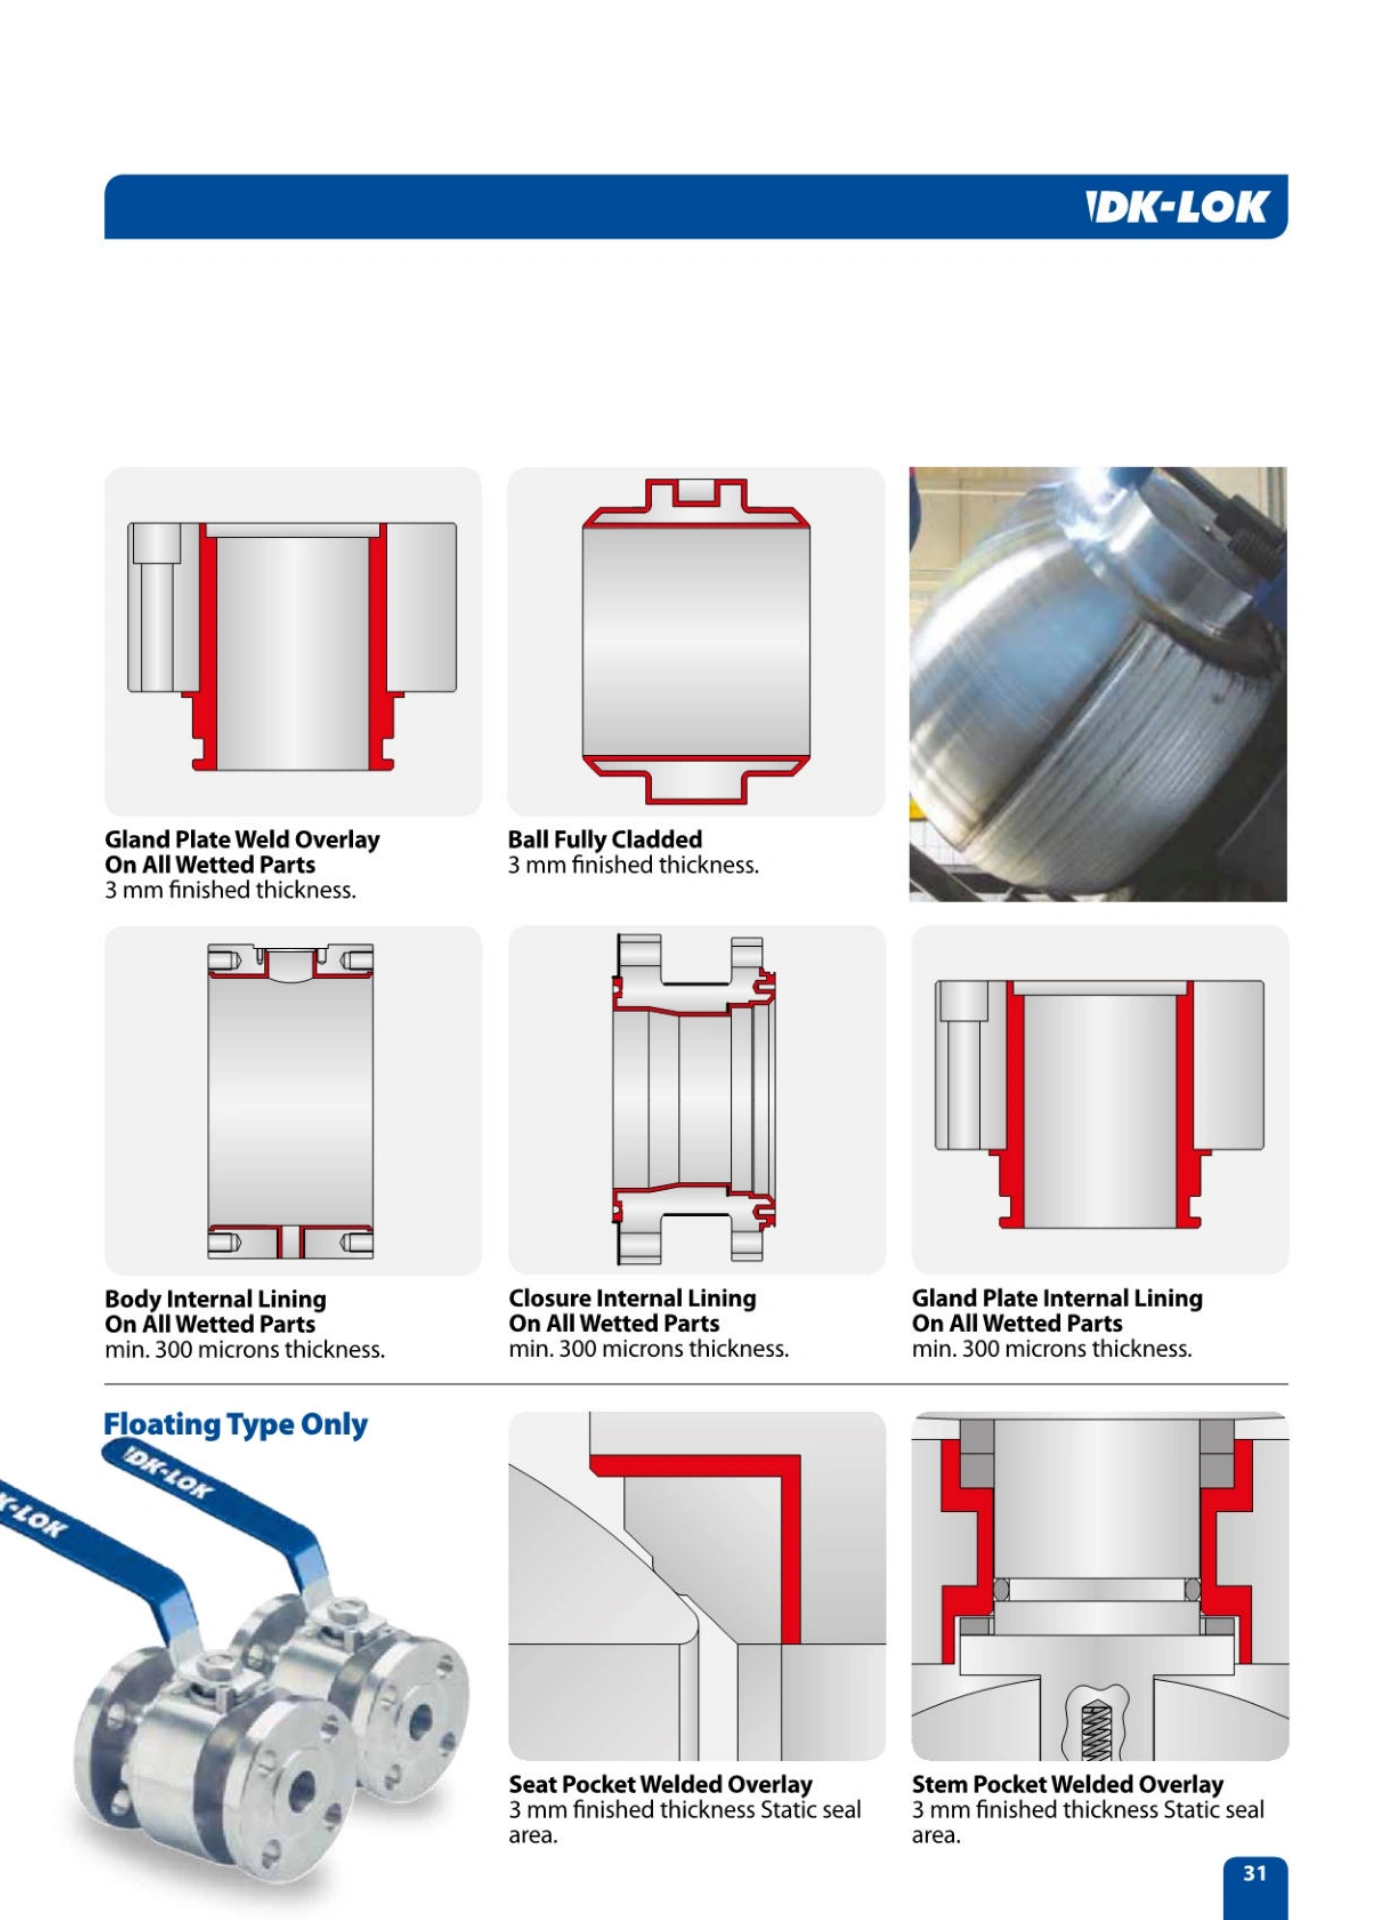 DK-LOK
Gland Plate Weld Overlay
On All Wetted Parts
3 mm finished thickness.
Ball Fully Cladded
3 mm finished thickness.
Body Internal Lining
On All Wetted Parts
min. 300 microns thickness.
Closure Internal Lining
On All Wetted Parts
min. 300 microns thickness.
Gland Plate Internal Lining
On All Wetted Parts
min. 300 microns thickness.
Floating Type Only
DK-LOK
K-LOK
Seat Pocket Welded Overlay
3 mm finished thickness Static seal
area.
Stem Pocket Welded Overlay
3 mm finished thickness Static seal
area.
31